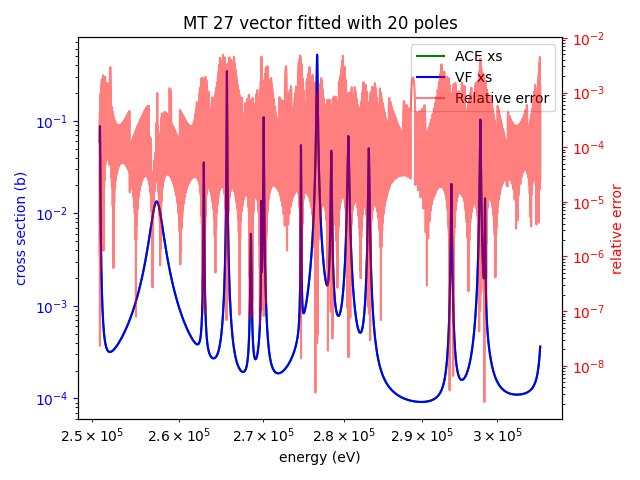 MT 27 vector fitted with 20 poles
ACE xs
VF xs
Relative error
10⁻¹
10⁻²
10⁻³
10⁻⁴
cross section (b)
10⁻²
10⁻³
10⁻⁴
10⁻⁵
10⁻⁶
10⁻⁷
10⁻⁸
relative error
2.5 × 10⁵ 2.6 × 10⁵ 2.7 × 10⁵ 2.8 × 10⁵ 2.9 × 10⁵ 3 × 10⁵
energy (eV)